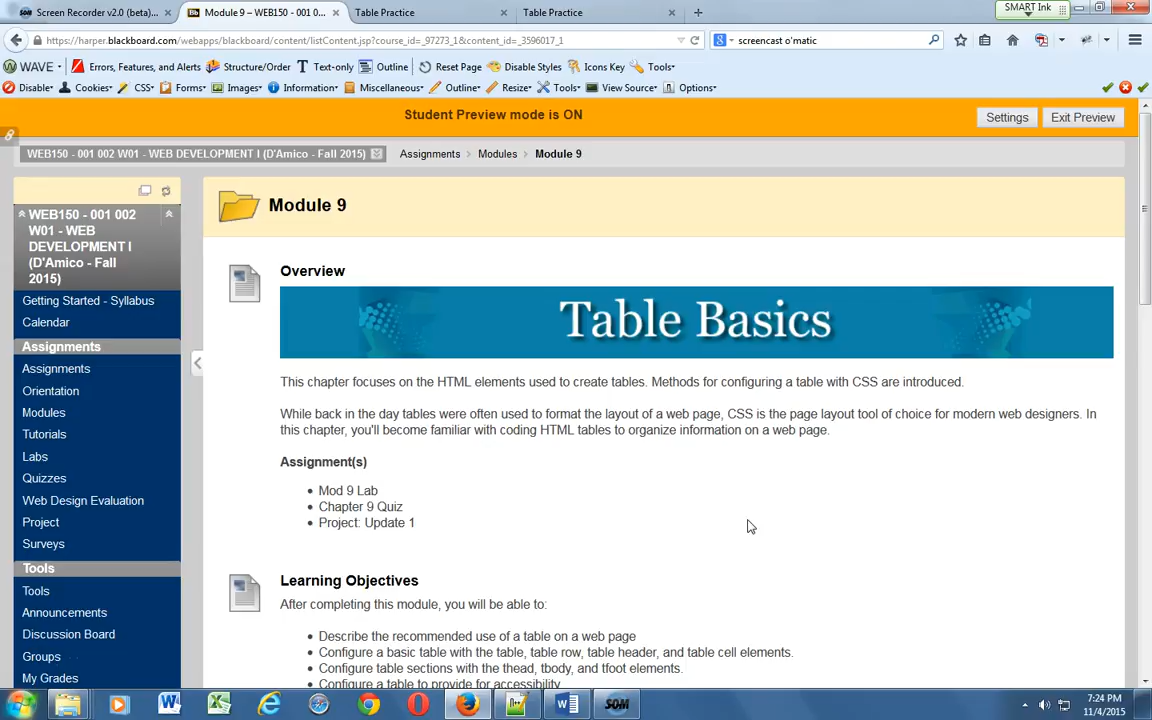 Screen Recorder v2.0 (beta)... ×
Module 9 – WEB150 - 001 0... ×
Table Practice ×
Table Practice ×
SMART Ink
https://harper.blackboard.com/webapps/blackboard/content/listContent.jsp?course_id=_97273_1&content_id=_3596017_1
screencast o'matic
WAVE Errors, Features, and Alerts Structure/Order Text-only Outline Reset Page Disable Styles Icons Key Tools
Disable Cookies CSS Forms Images Information Miscellaneous Outline Resize Tools View Source Options
Student Preview mode is ON
Settings
Exit Preview
WEB150 - 001 002 W01 - WEB DEVELOPMENT I (D'Amico - Fall 2015)
Assignments > Modules > Module 9
WEB150 - 001 002
W01 - WEB
DEVELOPMENT I
(D'Amico - Fall
2015)
Getting Started - Syllabus
Calendar
Assignments
Assignments
Orientation
Modules
Tutorials
Labs
Quizzes
Web Design Evaluation
Project
Surveys
Tools
Tools
Announcements
Discussion Board
Groups
My Grades
Module 9
Overview
Table Basics
This chapter focuses on the HTML elements used to create tables. Methods for configuring a table with CSS are introduced.
While back in the day tables were often used to format the layout of a web page, CSS is the page layout tool of choice for modern web designers. In
this chapter, you'll become familiar with coding HTML tables to organize information on a web page.
Assignment(s)
• Mod 9 Lab
• Chapter 9 Quiz
• Project: Update 1
Learning Objectives
After completing this module, you will be able to:
• Describe the recommended use of a table on a web page
• Configure a basic table with the table, table row, table header, and table cell elements.
• Configure table sections with the thead, tbody, and tfoot elements.
• Configure a table to provide for accessibility
SOM
7:24 PM
11/4/2015